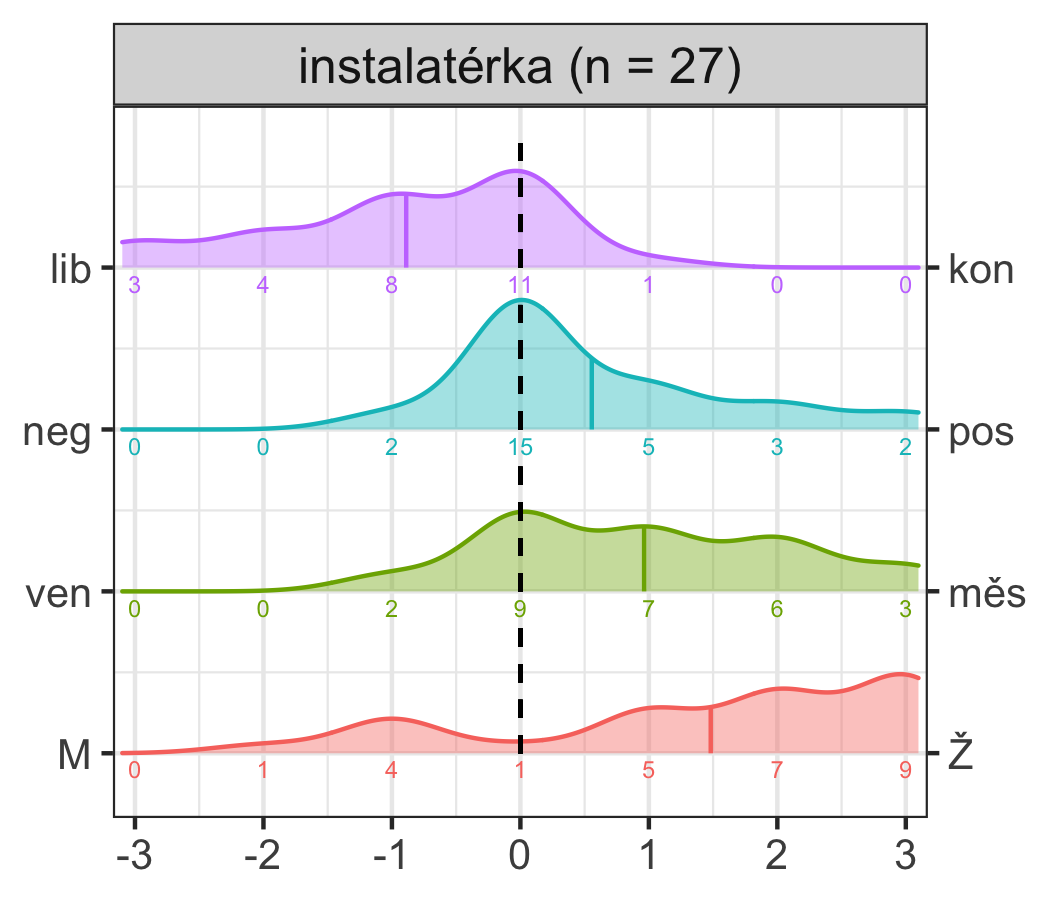 instalatérka (n = 27)
lib kon
3 4 8 11 1 0 0
neg pos
0 0 2 15 5 3 2
ven měs
0 0 2 9 7 6 3
M Ž
0 1 4 1 5 7 9
-3 -2 -1 0 1 2 3